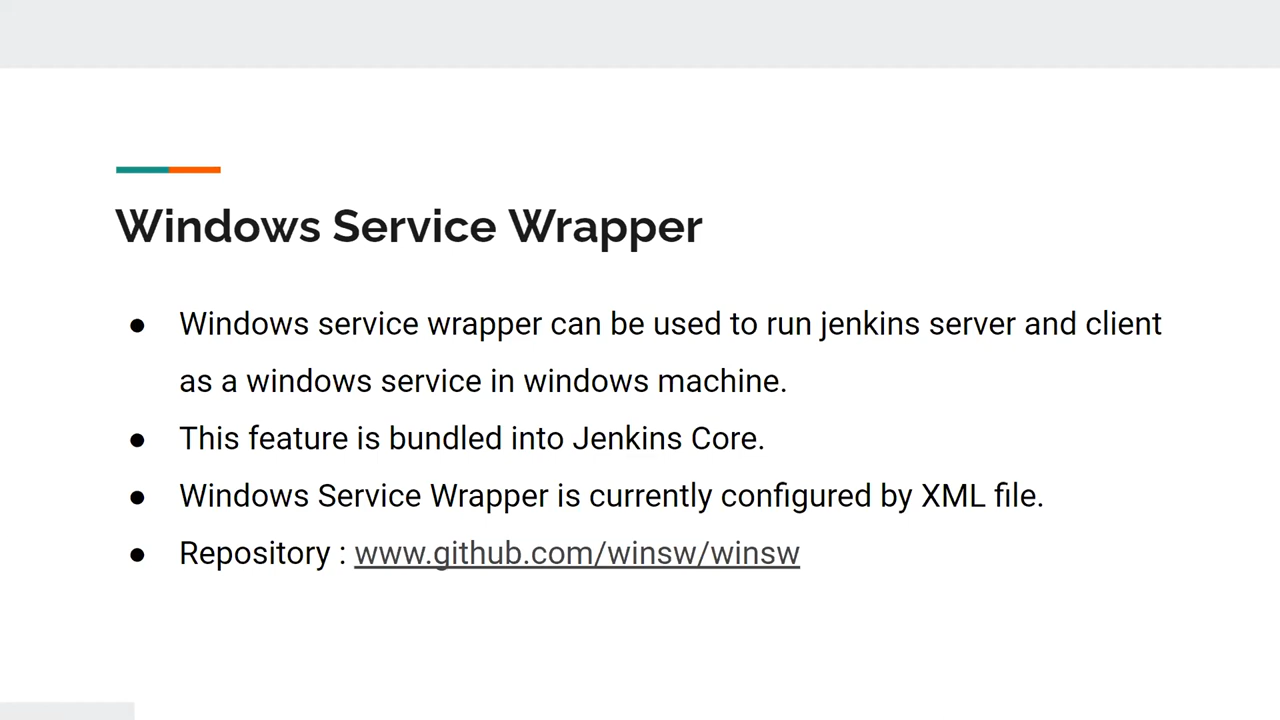 Windows Service Wrapper
● Windows service wrapper can be used to run jenkins server and client
as a windows service in windows machine.
● This feature is bundled into Jenkins Core.
● Windows Service Wrapper is currently configured by XML file.
● Repository : www.github.com/winsw/winsw